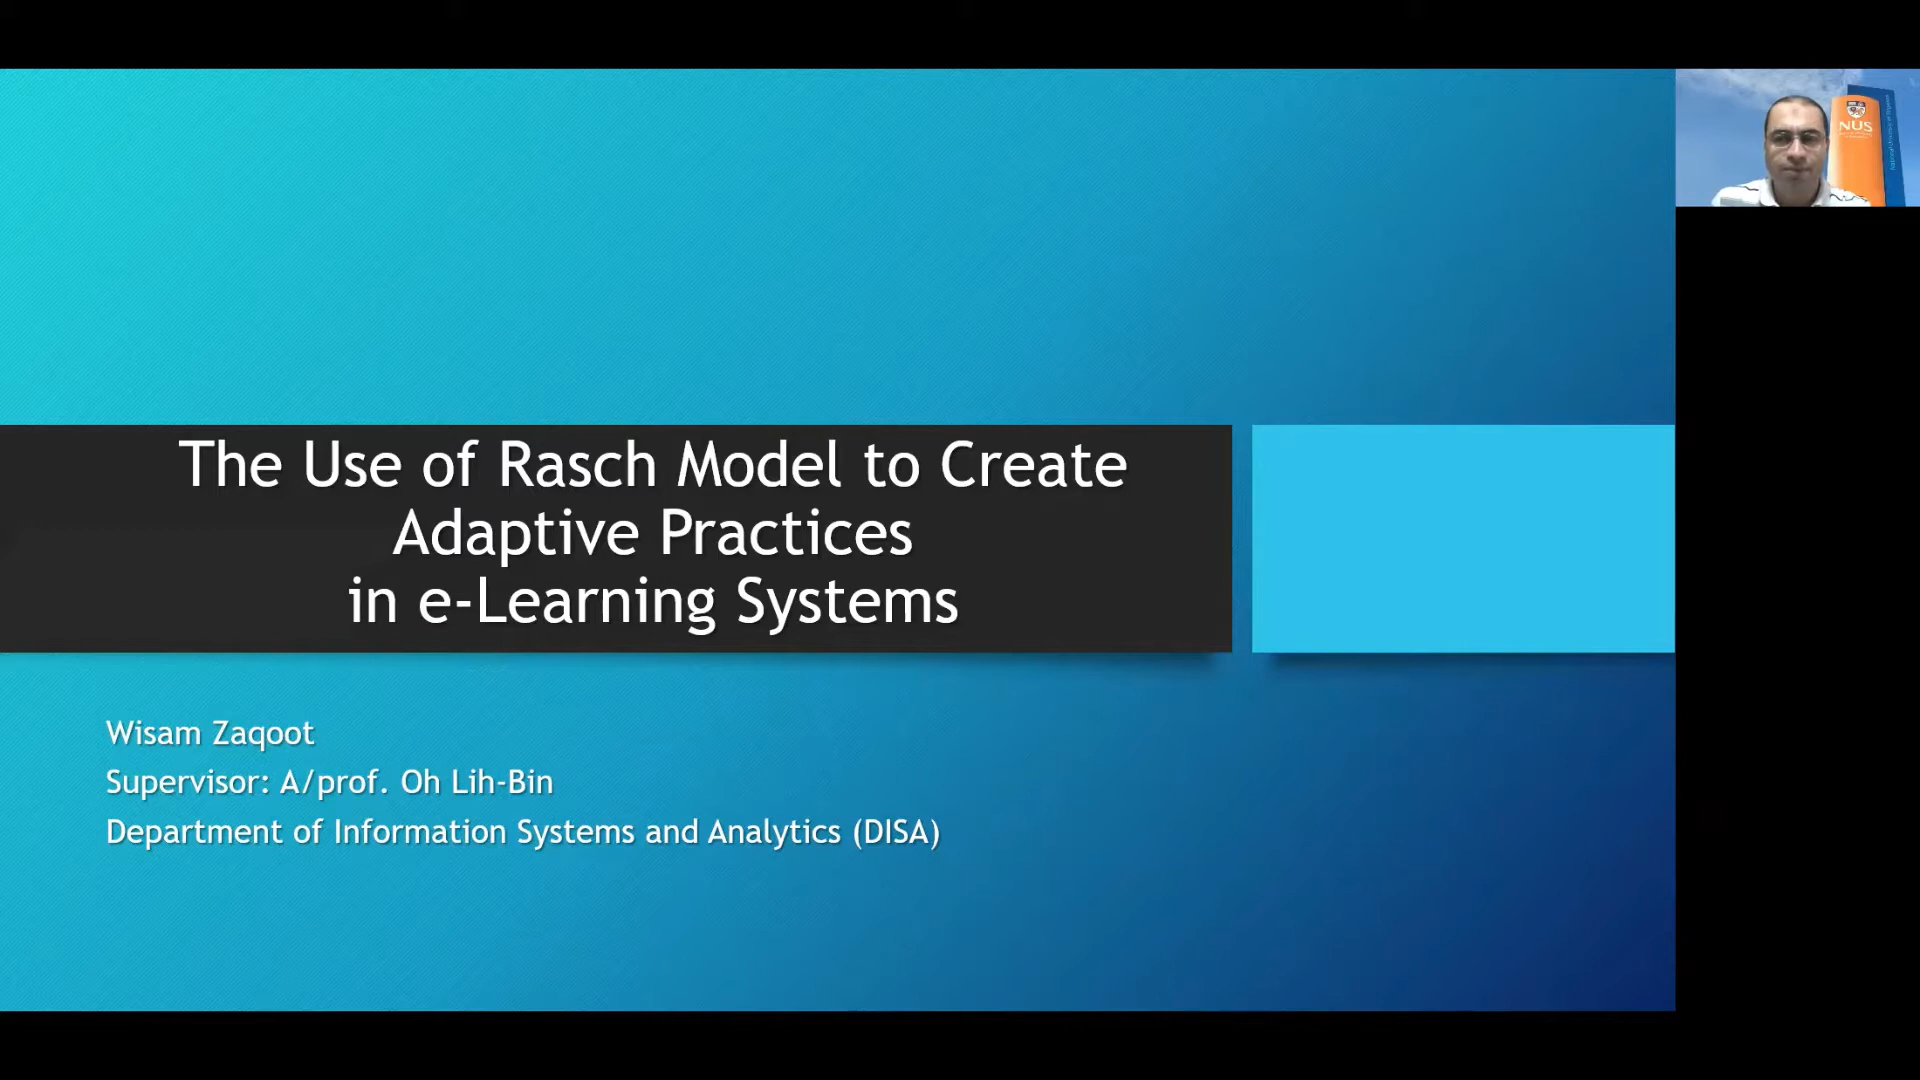 The Use of Rasch Model to Create
Adaptive Practices
in e-Learning Systems
Wisam Zaqoot
Supervisor: A/prof. Oh Lih-Bin
Department of Information Systems and Analytics (DISA)
NUS